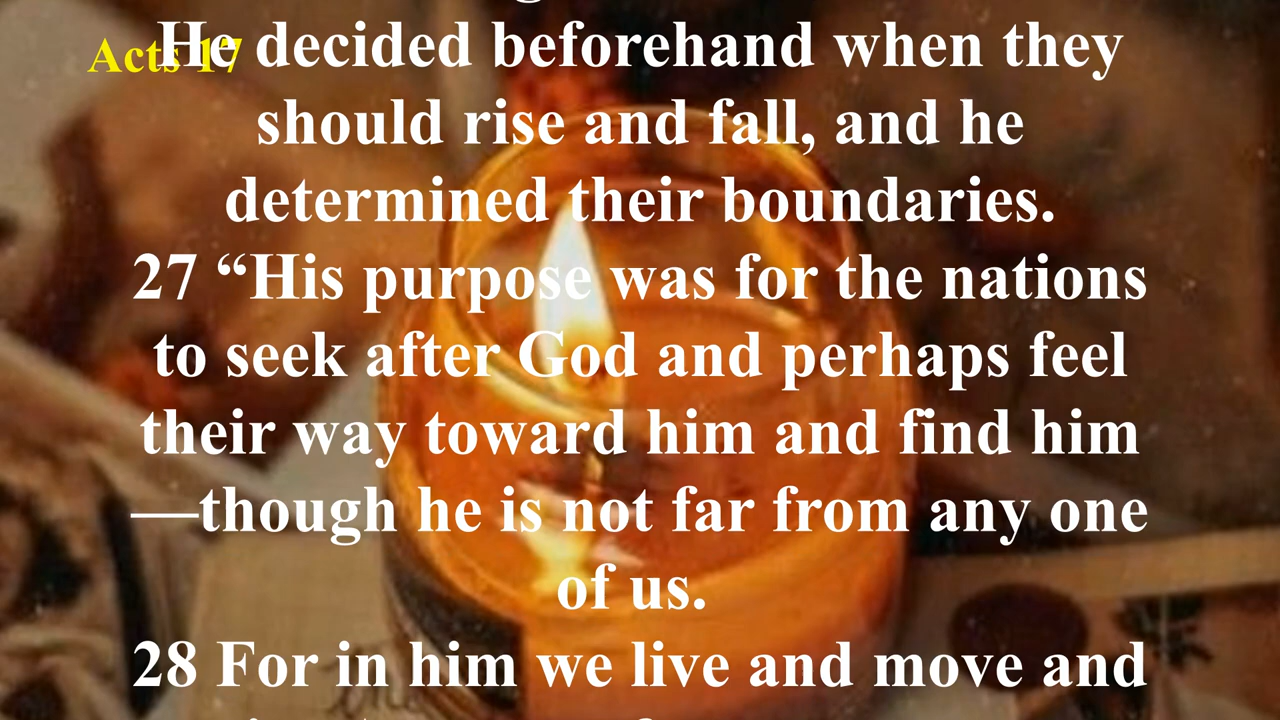 Acts 17
He decided beforehand when they
should rise and fall, and he
determined their boundaries.
27 “His purpose was for the nations
to seek after God and perhaps feel
their way toward him and find him
—though he is not far from any one
of us.
28 For in him we live and move and